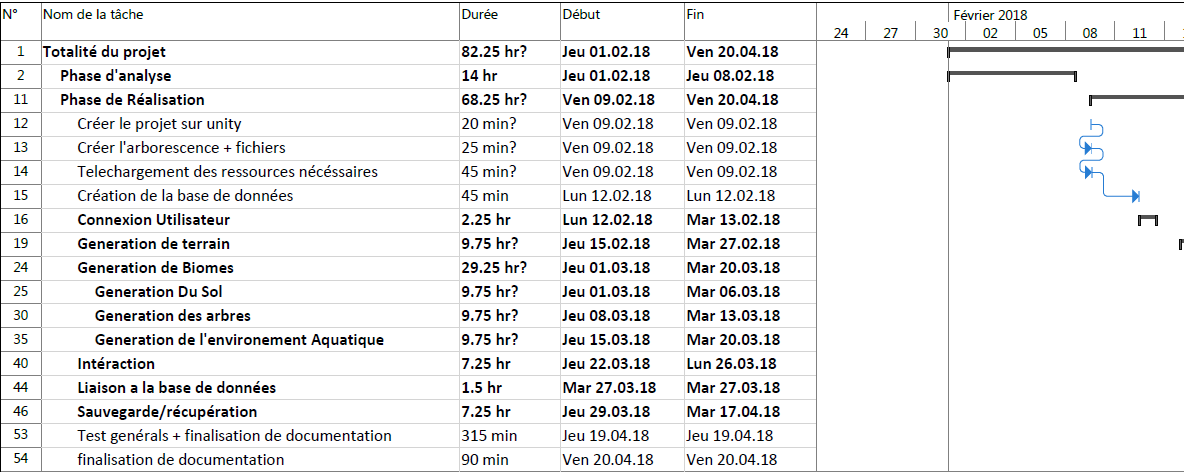 N° Nom de la tâche Durée Début Fin Février 2018
24 27 30 02 05 08 11
1 Totalité du projet 82.25 hr? Jeu 01.02.18 Ven 20.04.18
2 Phase d'analyse 14 hr Jeu 01.02.18 Jeu 08.02.18
11 Phase de Réalisation 68.25 hr? Ven 09.02.18 Ven 20.04.18
12 Créer le projet sur unity 20 min? Ven 09.02.18 Ven 09.02.18
13 Créer l'arborescence + fichiers 25 min? Ven 09.02.18 Ven 09.02.18
14 Telechargement des ressources nécéssaires 45 min? Ven 09.02.18 Ven 09.02.18
15 Création de la base de données 45 min Lun 12.02.18 Lun 12.02.18
16 Connexion Utilisateur 2.25 hr Lun 12.02.18 Mar 13.02.18
19 Generation de terrain 9.75 hr? Jeu 15.02.18 Mar 27.02.18
24 Generation de Biomes 29.25 hr? Jeu 01.03.18 Mar 20.03.18
25 Generation Du Sol 9.75 hr? Jeu 01.03.18 Mar 06.03.18
30 Generation des arbres 9.75 hr? Jeu 08.03.18 Mar 13.03.18
35 Generation de l'environement Aquatique 9.75 hr? Jeu 15.03.18 Mar 20.03.18
40 Intéraction 7.25 hr Jeu 22.03.18 Lun 26.03.18
44 Liaison a la base de données 1.5 hr Mar 27.03.18 Mar 27.03.18
46 Sauvegarde/récupération 7.25 hr Jeu 29.03.18 Mar 17.04.18
53 Test genérals + finalisation de documentation 315 min Jeu 19.04.18 Jeu 19.04.18
54 finalisation de documentation 90 min Ven 20.04.18 Ven 20.04.18